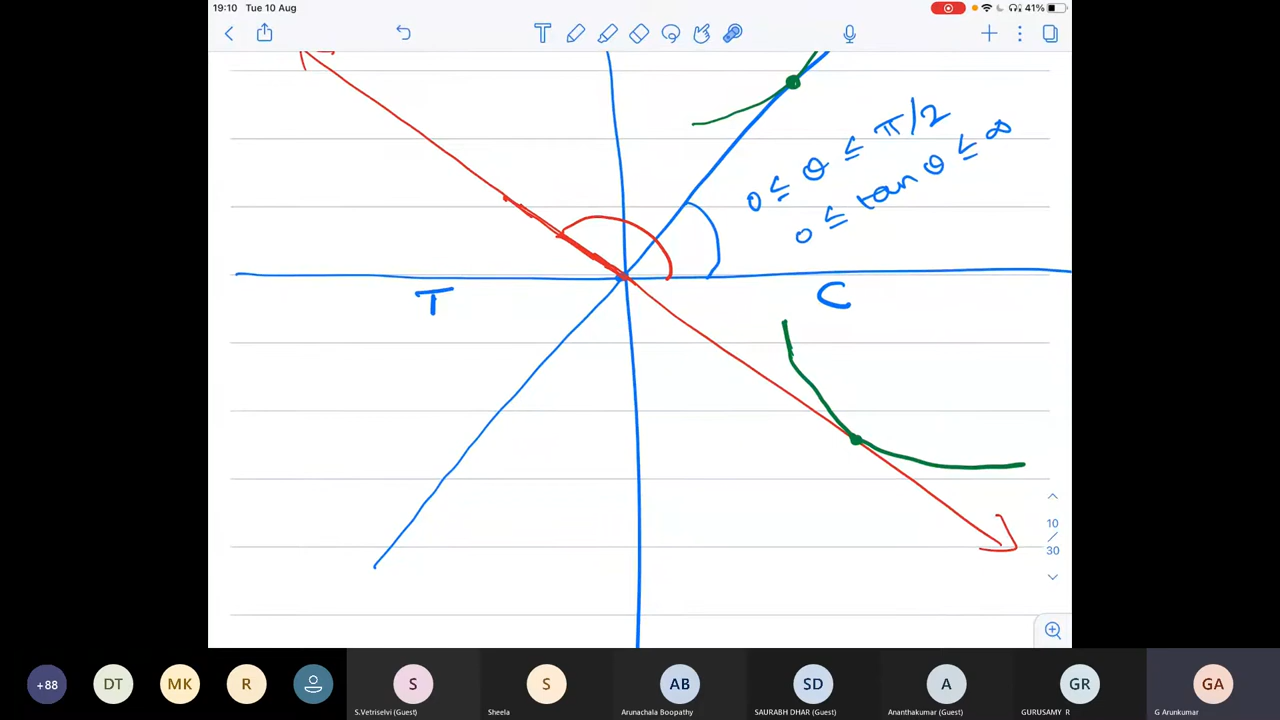 19:10 Tue 10 Aug
41%
T
0 ≤ θ ≤ π/2
0 ≤ tan θ ≤ ∞
T
C
10
/
30
+88
DT
MK
R
S
S
AB
SD
A
GR
GA
S.Vetriselvi (Guest)
Sheela
Arunachala Boopathy
SAURABH DHAR (Guest)
Ananthakumar (Guest)
GURUSAMY R
G Arunkumar